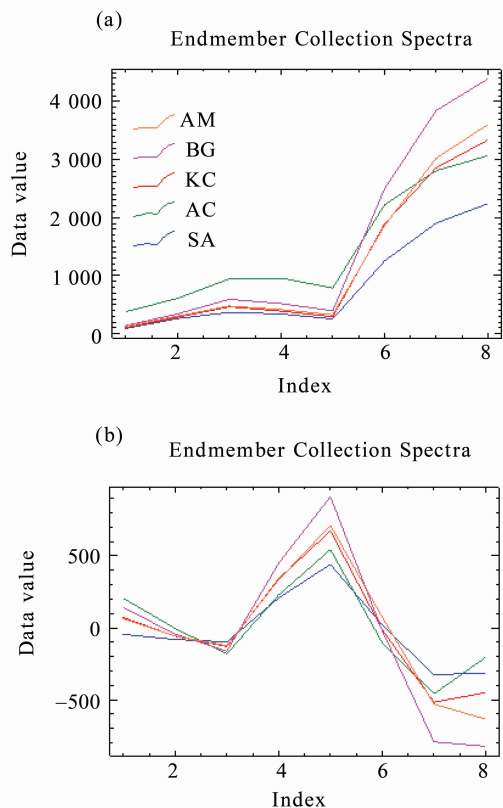 (a)
Endmember Collection Spectra
4 000
3 000
2 000
1 000
0
Data value
AM
BG
KC
AC
SA
2 4 6 8
Index
(b)
Endmember Collection Spectra
500
0
−500
Data value
2 4 6 8
Index